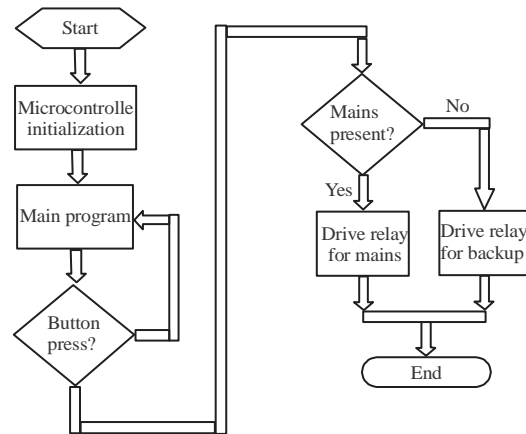 Start
Microcontrolle
initialization
Main program
Button
press?
Mains
present?
No
Yes
Drive relay
for mains
Drive relay
for backup
End